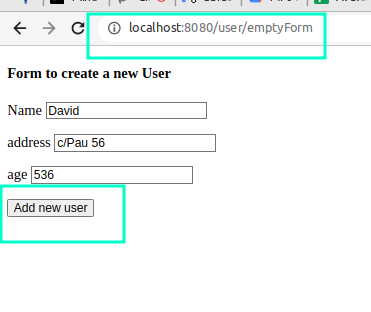 localhost:8080/user/emptyForm
Form to create a new User
Name David
address c/Pau 56
age 536
Add new user